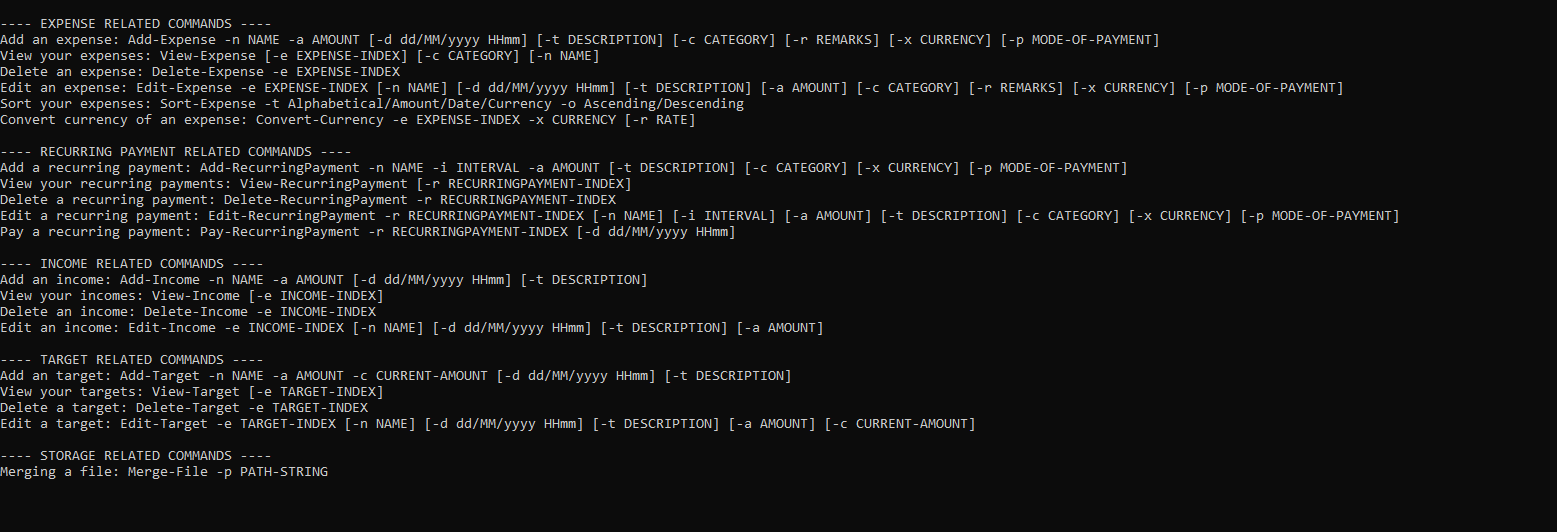 ---- EXPENSE RELATED COMMANDS ----
Add an expense: Add-Expense -n NAME -a AMOUNT [-d dd/MM/yyyy HHmm] [-t DESCRIPTION] [-c CATEGORY] [-r REMARKS] [-x CURRENCY] [-p MODE-OF-PAYMENT]
View your expenses: View-Expense [-e EXPENSE-INDEX] [-c CATEGORY] [-n NAME]
Delete an expense: Delete-Expense -e EXPENSE-INDEX
Edit an expense: Edit-Expense -e EXPENSE-INDEX [-n NAME] [-d dd/MM/yyyy HHmm] [-t DESCRIPTION] [-a AMOUNT] [-c CATEGORY] [-r REMARKS] [-x CURRENCY] [-p MODE-OF-PAYMENT]
Sort your expenses: Sort-Expense -t Alphabetical/Amount/Date/Currency -o Ascending/Descending
Convert currency of an expense: Convert-Currency -e EXPENSE-INDEX -x CURRENCY [-r RATE]
---- RECURRING PAYMENT RELATED COMMANDS ----
Add a recurring payment: Add-RecurringPayment -n NAME -i INTERVAL -a AMOUNT [-t DESCRIPTION] [-c CATEGORY] [-x CURRENCY] [-p MODE-OF-PAYMENT]
View your recurring payments: View-RecurringPayment [-r RECURRINGPAYMENT-INDEX]
Delete a recurring payment: Delete-RecurringPayment -r RECURRINGPAYMENT-INDEX
Edit a recurring payment: Edit-RecurringPayment -r RECURRINGPAYMENT-INDEX [-n NAME] [-i INTERVAL] [-a AMOUNT] [-t DESCRIPTION] [-c CATEGORY] [-x CURRENCY] [-p MODE-OF-PAYMENT]
Pay a recurring payment: Pay-RecurringPayment -r RECURRINGPAYMENT-INDEX [-d dd/MM/yyyy HHmm]
---- INCOME RELATED COMMANDS ----
Add an income: Add-Income -n NAME -a AMOUNT [-d dd/MM/yyyy HHmm] [-t DESCRIPTION]
View your incomes: View-Income [-e INCOME-INDEX]
Delete an income: Delete-Income -e INCOME-INDEX
Edit an income: Edit-Income -e INCOME-INDEX [-n NAME] [-d dd/MM/yyyy HHmm] [-t DESCRIPTION] [-a AMOUNT]
---- TARGET RELATED COMMANDS ----
Add an target: Add-Target -n NAME -a AMOUNT -c CURRENT-AMOUNT [-d dd/MM/yyyy HHmm] [-t DESCRIPTION]
View your targets: View-Target [-e TARGET-INDEX]
Delete a target: Delete-Target -e TARGET-INDEX
Edit a target: Edit-Target -e TARGET-INDEX [-n NAME] [-d dd/MM/yyyy HHmm] [-t DESCRIPTION] [-a AMOUNT] [-c CURRENT-AMOUNT]
---- STORAGE RELATED COMMANDS ----
Merging a file: Merge-File -p PATH-STRING